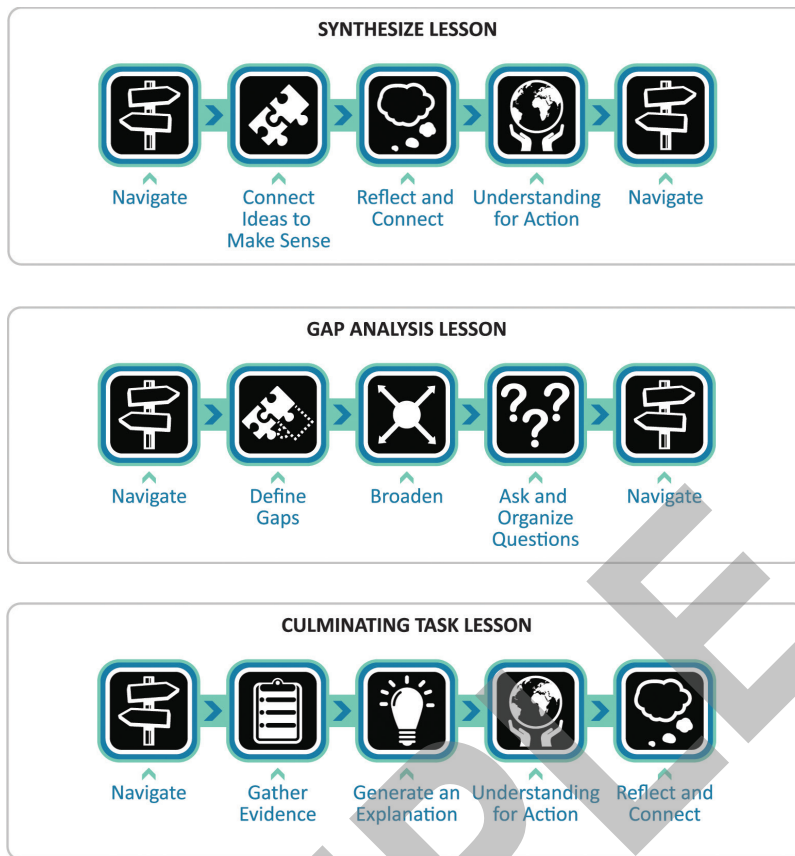 SYNTHESIZE LESSON
Navigate
Connect
Ideas to
Make Sense
Reflect and
Connect
Understanding
for Action
Navigate
GAP ANALYSIS LESSON
Navigate
Define
Gaps
Broaden
Ask and
Organize
Questions
Navigate
CULMINATING TASK LESSON
Navigate
Gather
Evidence
Generate an
Explanation
Understanding
for Action
Reflect and
Connect